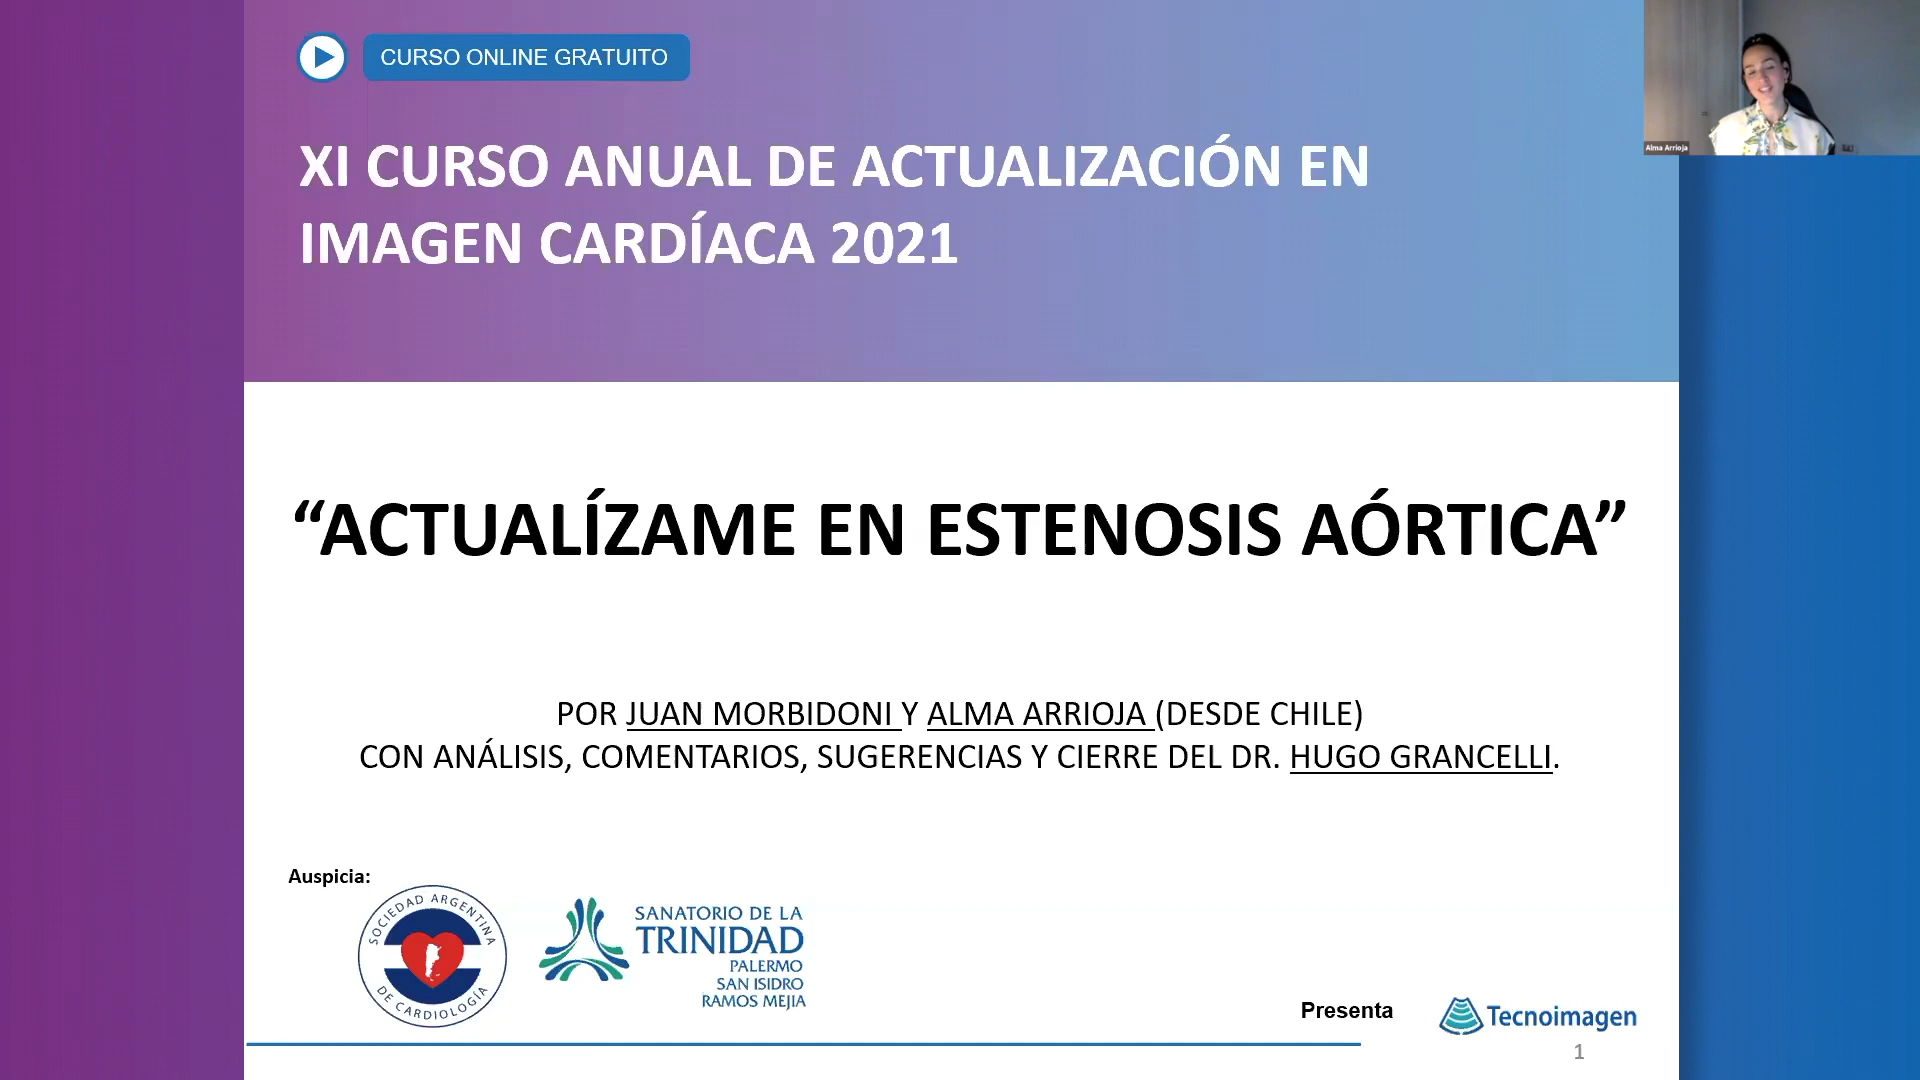 CURSO ONLINE GRATUITO
Alma Arrioja
XI CURSO ANUAL DE ACTUALIZACIÓN EN
IMAGEN CARDÍACA 2021
“ACTUALÍZAME EN ESTENOSIS AÓRTICA”
POR JUAN MORBIDONI Y ALMA ARRIOJA (DESDE CHILE)
CON ANÁLISIS, COMENTARIOS, SUGERENCIAS Y CIERRE DEL DR. HUGO GRANCELLI.
Auspicia:
SOCIEDAD ARGENTINA
DE CARDIOLOGÍA
SANATORIO DE LA
TRINIDAD
PALERMO
SAN ISIDRO
RAMOS MEJIA
Presenta
Tecnoimagen
1